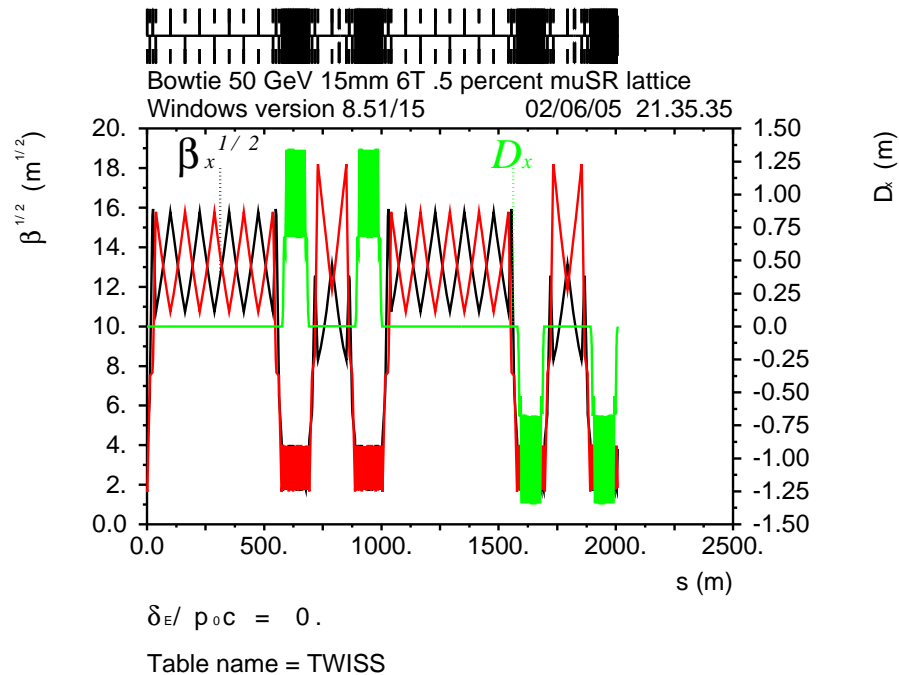 Bowtie 50 GeV 15mm 6T .5 percent muSR lattice
Windows version 8.51/15 02/06/05 21.35.35
β^1/2 (m^1/2)
20.
18.
16.
14.
12.
10.
8.
6.
4.
2.
0.0
β_x^1/2
D_x
1.50
1.25
1.00
0.75
0.50
0.25
0.0
-0.25
-0.50
-0.75
-1.00
-1.25
-1.50
D_x (m)
0.0 500. 1000. 1500. 2000. 2500.
s (m)
δ_E/ p_0c = 0.
Table name = TWISS